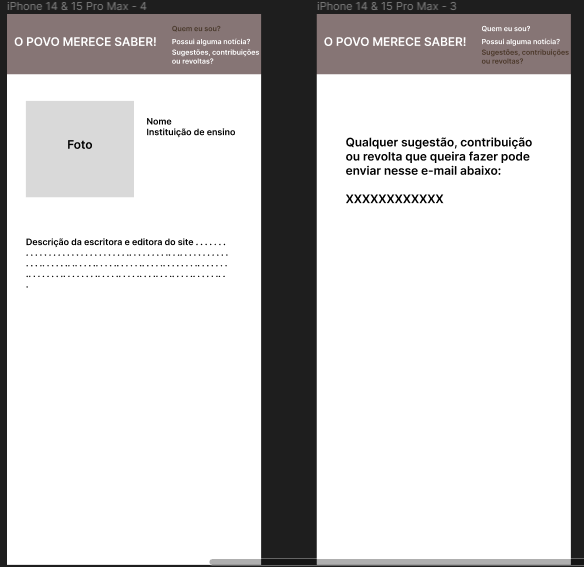 iPhone 14 & 15 Pro Max - 4
O POVO MERECE SABER!
Quem eu sou?
Possui alguma notícia?
Sugestões, contribuições
ou revoltas?
Foto
Nome
Instituição de ensino
Descrição da escritora e editora do site . . . . . . .
iPhone 14 & 15 Pro Max - 3
O POVO MERECE SABER!
Quem eu sou?
Possui alguma notícia?
Sugestões, contribuições
ou revoltas?
Qualquer sugestão, contribuição
ou revolta que queira fazer pode
enviar nesse e-mail abaixo:
XXXXXXXXXXXX